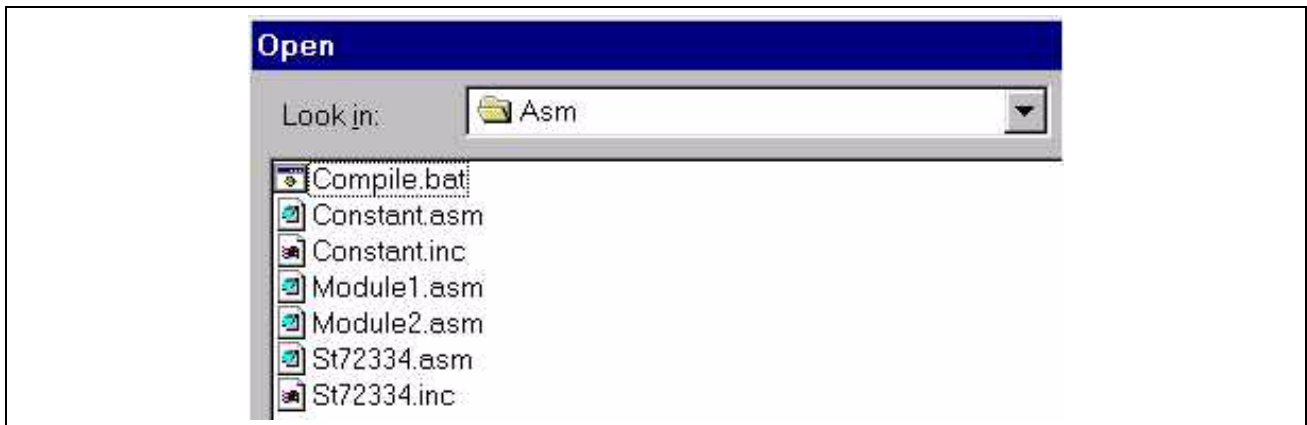 Open
Look in: Asm
Compile.bat
Constant.asm
Constant.inc
Module1.asm
Module2.asm
St72334.asm
St72334.inc